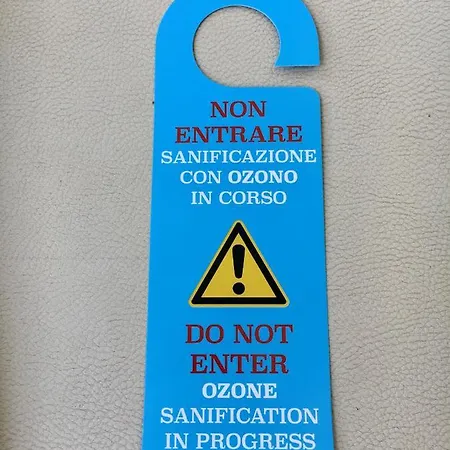 NON
ENTRARE
SANIFICAZIONE
CON OZONO
IN CORSO
DO NOT
ENTER
OZONE
SANIFICATION
IN PROGRESS